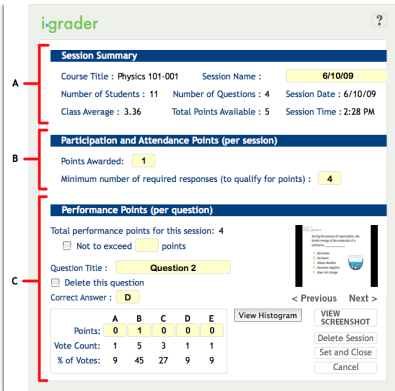 i>grader
?
Session Summary
A
Course Title : Physics 101-001 Session Name : 6/10/09
Number of Students : 11 Number of Questions : 4 Session Date : 6/10/09
Class Average : 3.36 Total Points Available : 5 Session Time : 2:28 PM
Participation and Attendance Points (per session)
B
Points Awarded: 1
Minimum number of required responses (to qualify for points) : 4
Performance Points (per question)
Total performance points for this session: 4
Not to exceed points
Question Title : Question 2
C
Delete this question
Correct Answer : D
< Previous Next >
A B C D E
Points: 0 1 0 0 0
Vote Count: 1 5 3 1 1
% of Votes: 9 45 27 9 9
View Histogram
VIEW SCREENSHOT
Delete Session
Set and Close
Cancel